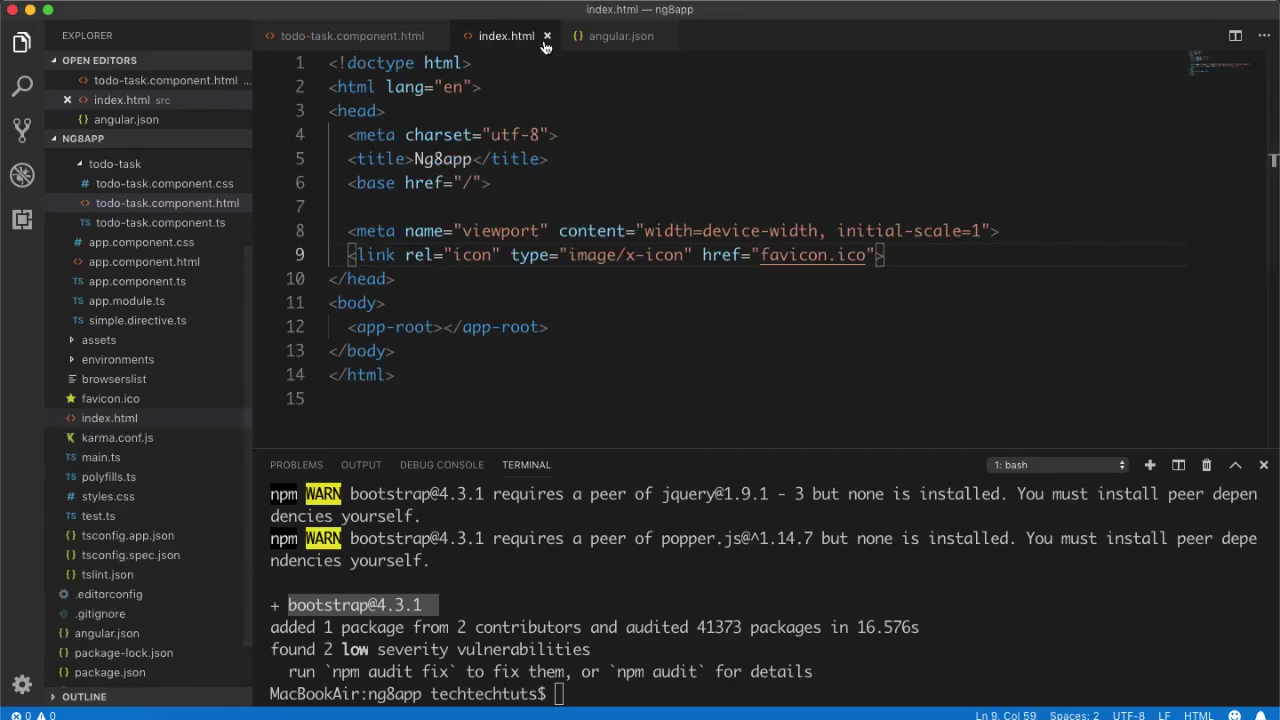 index.html — ng8app
EXPLORER
OPEN EDITORS
todo-task.component.html ...
index.html src
angular.json
NG8APP
todo-task
todo-task.component.css
todo-task.component.html
todo-task.component.ts
app.component.css
app.component.html
app.component.ts
app.module.ts
simple.directive.ts
assets
environments
browserslist
favicon.ico
index.html
karma.conf.js
main.ts
polyfills.ts
styles.css
test.ts
tsconfig.app.json
tsconfig.spec.json
tslint.json
.editorconfig
.gitignore
angular.json
package-lock.json
package.json
OUTLINE
todo-task.component.html
index.html
angular.json
1 <!doctype html>
2 <html lang="en">
3 <head>
4 <meta charset="utf-8">
5 <title>Ng8app</title>
6 <base href="/">
7
8 <meta name="viewport" content="width=device-width, initial-scale=1">
9 <link rel="icon" type="image/x-icon" href="favicon.ico">
10 </head>
11 <body>
12 <app-root></app-root>
13 </body>
14 </html>
15
PROBLEMS OUTPUT DEBUG CONSOLE TERMINAL
1: bash
npm WARN bootstrap@4.3.1 requires a peer of jquery@1.9.1 - 3 but none is installed. You must install peer depen
dencies yourself.
npm WARN bootstrap@4.3.1 requires a peer of popper.js@^1.14.7 but none is installed. You must install peer depe
ndencies yourself.
+ bootstrap@4.3.1
added 1 package from 2 contributors and audited 41373 packages in 16.576s
found 2 low severity vulnerabilities
run `npm audit fix` to fix them, or `npm audit` for details
MacBookAir:ng8app techtechtuts$
0 0
Ln 9, Col 59 Spaces: 2 UTF-8 LF HTML